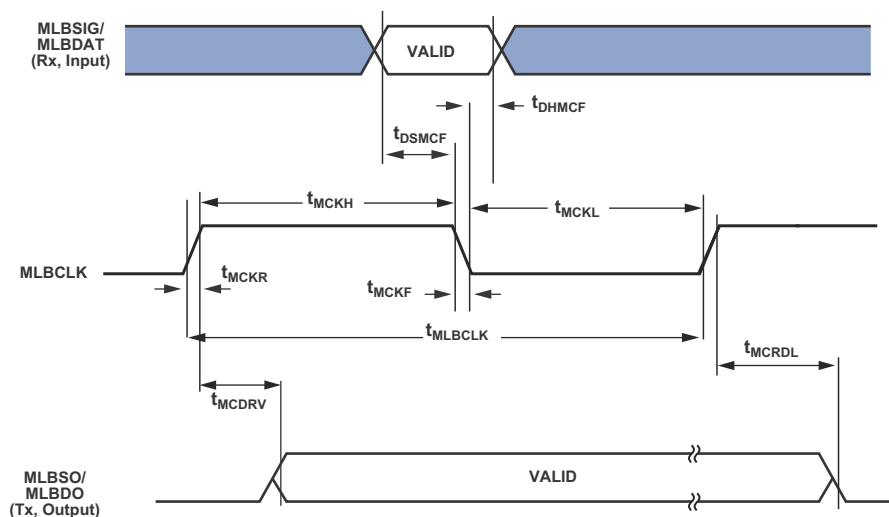 MLBSIG/
MLBDAT
(Rx, Input)
VALID
tDHMCF
tDSMCF
tMCKH
tMCKL
MLBCLK
tMCKR
tMCKF
tMLBCLK
tMCRDL
tMCDRV
MLBSO/
MLBDO
(Tx, Output)
VALID